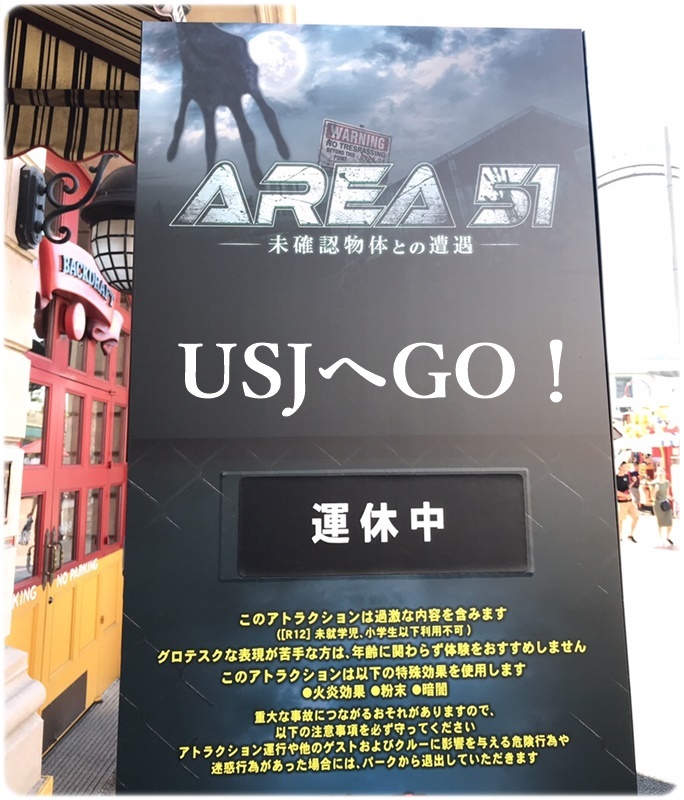 WARNING
NO TRESPASSING
BEYOND THIS
POINT
AREA 51
未確認物体との遭遇
BACKDRAFT
USJへGO！
運休中
KING
NO PARKING
このアトラクションは過激な内容を含みます
([R12] 未就学児、小学生以下利用不可)
グロテスクな表現が苦手な方は、年齢に関わらず体験をおすすめしません
このアトラクションは以下の特殊効果を使用します
●火炎効果 ●粉末 ●暗闇
重大な事故につながるおそれがありますので、
以下の注意事項を必ず守ってください
アトラクション運行や他のゲストおよびクルーに影響を与える危険行為や
迷惑行為があった場合には、パークから退出していただきます